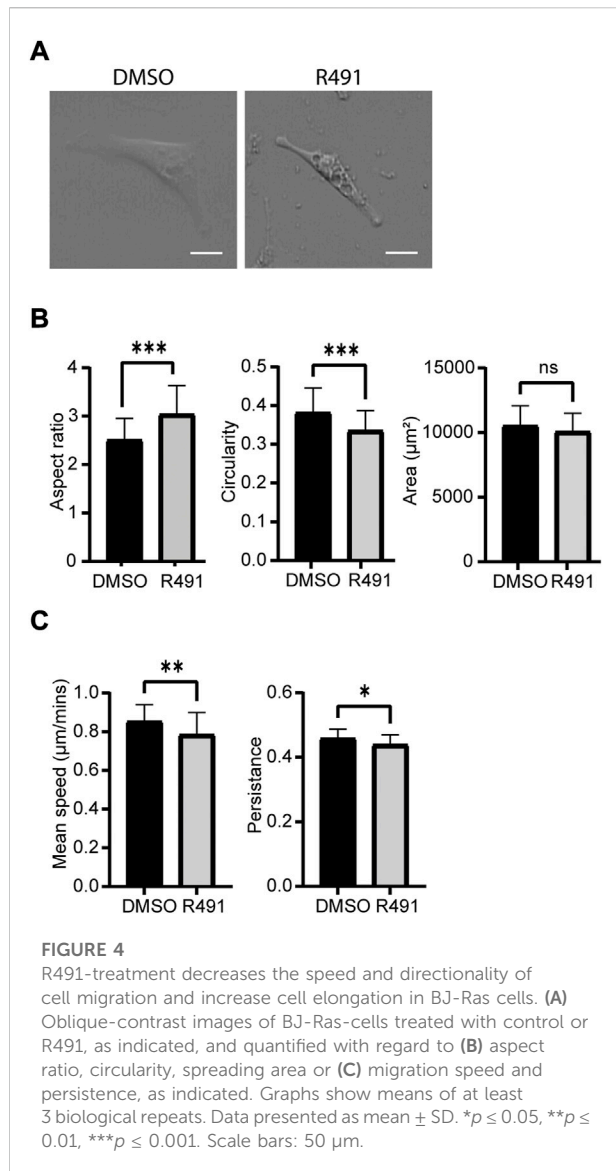 A
DMSO R491
B
***
4
3
2
1
0
Aspect ratio
DMSO R491
***
0.5
0.4
0.3
0.2
0.1
0.0
Circularity
DMSO R491
ns
15000
10000
5000
0
Area (µm²)
DMSO R491
C
**
1.0
0.8
0.6
0.4
0.2
0.0
Mean speed (µm/mins)
DMSO R491
*
0.6
0.4
0.2
0.0
Persistance
DMSO R491
FIGURE 4
R491-treatment decreases the speed and directionality of
cell migration and increase cell elongation in BJ-Ras cells. (A)
Oblique-contrast images of BJ-Ras-cells treated with control or
R491, as indicated, and quantified with regard to (B) aspect
ratio, circularity, spreading area or (C) migration speed and
persistence, as indicated. Graphs show means of at least
3 biological repeats. Data presented as mean ± SD. *p ≤ 0.05, **p ≤
0.01, ***p ≤ 0.001. Scale bars: 50 µm.